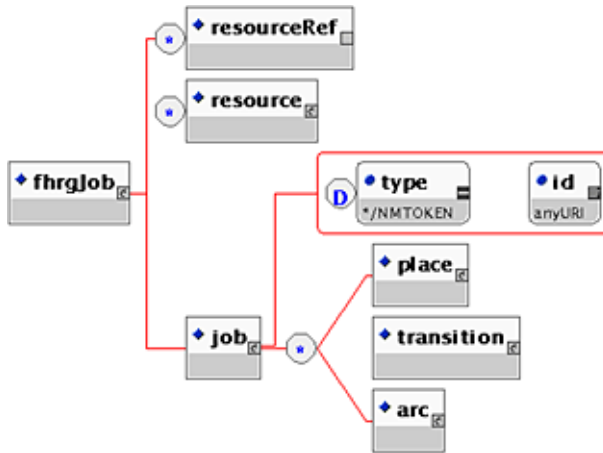 resourceRef
*
resource
*
fhrgJob
type
id
D
*/NMTOKEN
anyURI
place
job
*
transition
arc